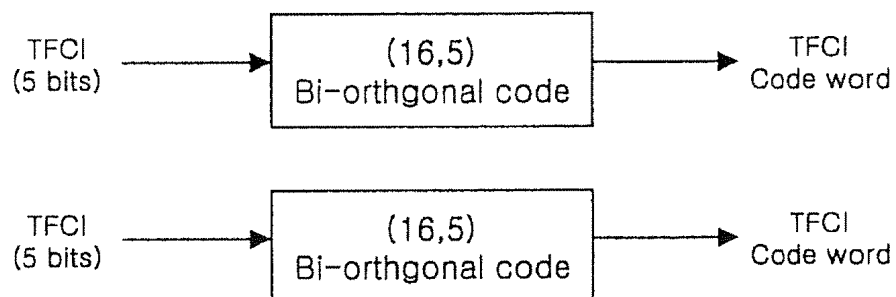 TFCI
(5 bits)
(16,5)
Bi-orthgonal code
TFCI
Code word
TFCI
(5 bits)
(16,5)
Bi-orthgonal code
TFCI
Code word